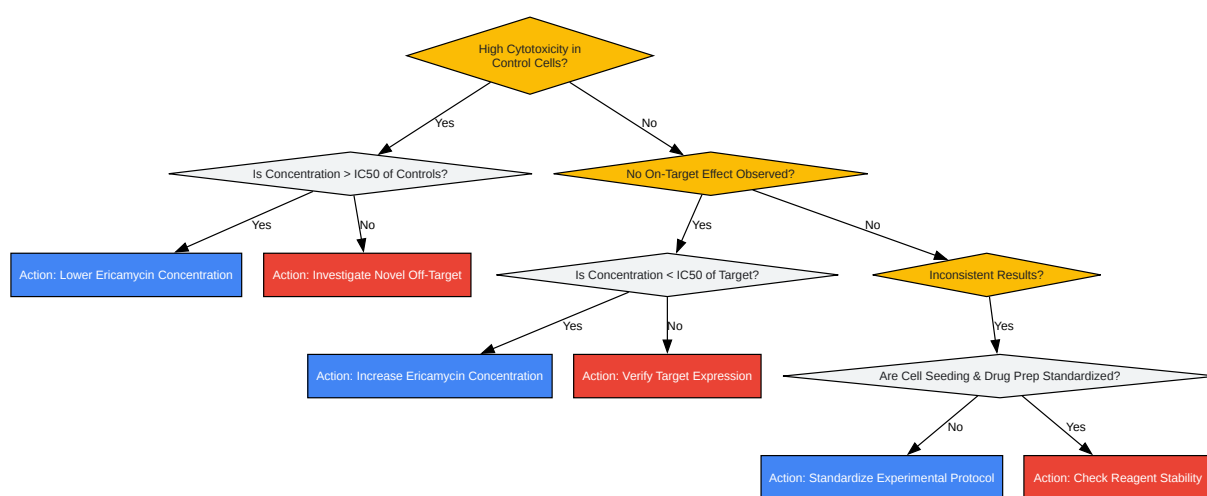 High Cytotoxicity in
Control Cells?
Yes
No
Is Concentration > IC50 of Controls?
No On-Target Effect Observed?
Yes
No
Yes
No
Action: Lower Ericamycin Concentration
Action: Investigate Novel Off-Target
Is Concentration < IC50 of Target?
Inconsistent Results?
Yes
No
Yes
Action: Increase Ericamycin Concentration
Action: Verify Target Expression
Are Cell Seeding & Drug Prep Standardized?
No
Yes
Action: Standardize Experimental Protocol
Action: Check Reagent Stability